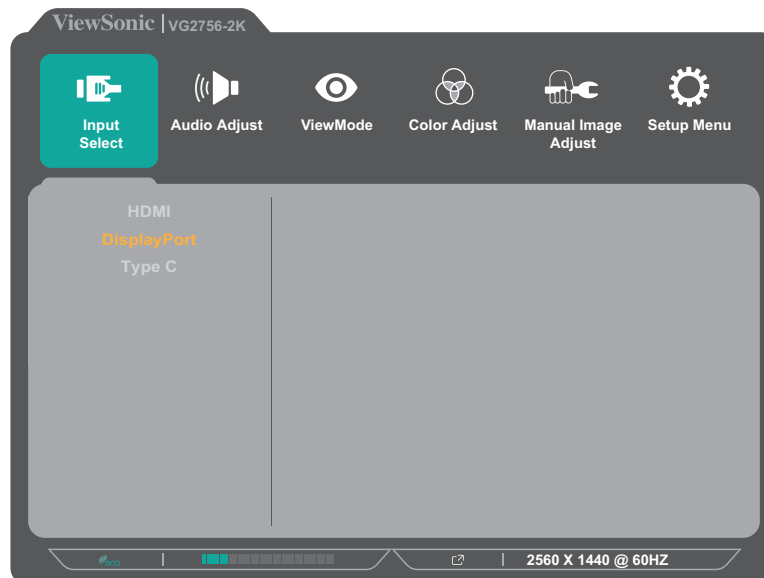 ViewSonic | VG2756-2K
Input Select
Audio Adjust
ViewMode
Color Adjust
Manual Image Adjust
Setup Menu
HDMI
DisplayPort
Type C
eco
2560 X 1440 @ 60HZ